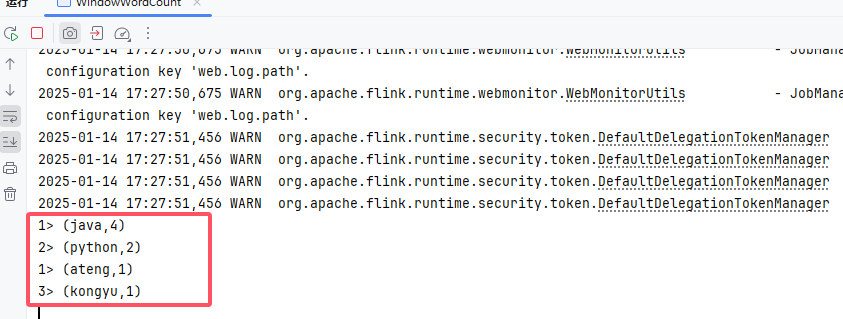 运行 WindowWordCount ×
2025-01-14 17:27:50,675 WARN org.apache.flink.runtime.webmonitor.WebMonitorUtils - JobMana
configuration key 'web.log.path'.
2025-01-14 17:27:50,675 WARN org.apache.flink.runtime.webmonitor.WebMonitorUtils - JobMana
configuration key 'web.log.path'.
2025-01-14 17:27:51,456 WARN org.apache.flink.runtime.security.token.DefaultDelegationTokenManager
2025-01-14 17:27:51,456 WARN org.apache.flink.runtime.security.token.DefaultDelegationTokenManager
2025-01-14 17:27:51,456 WARN org.apache.flink.runtime.security.token.DefaultDelegationTokenManager
2025-01-14 17:27:51,456 WARN org.apache.flink.runtime.security.token.DefaultDelegationTokenManager
1> (java,4)
2> (python,2)
1> (ateng,1)
3> (kongyu,1)